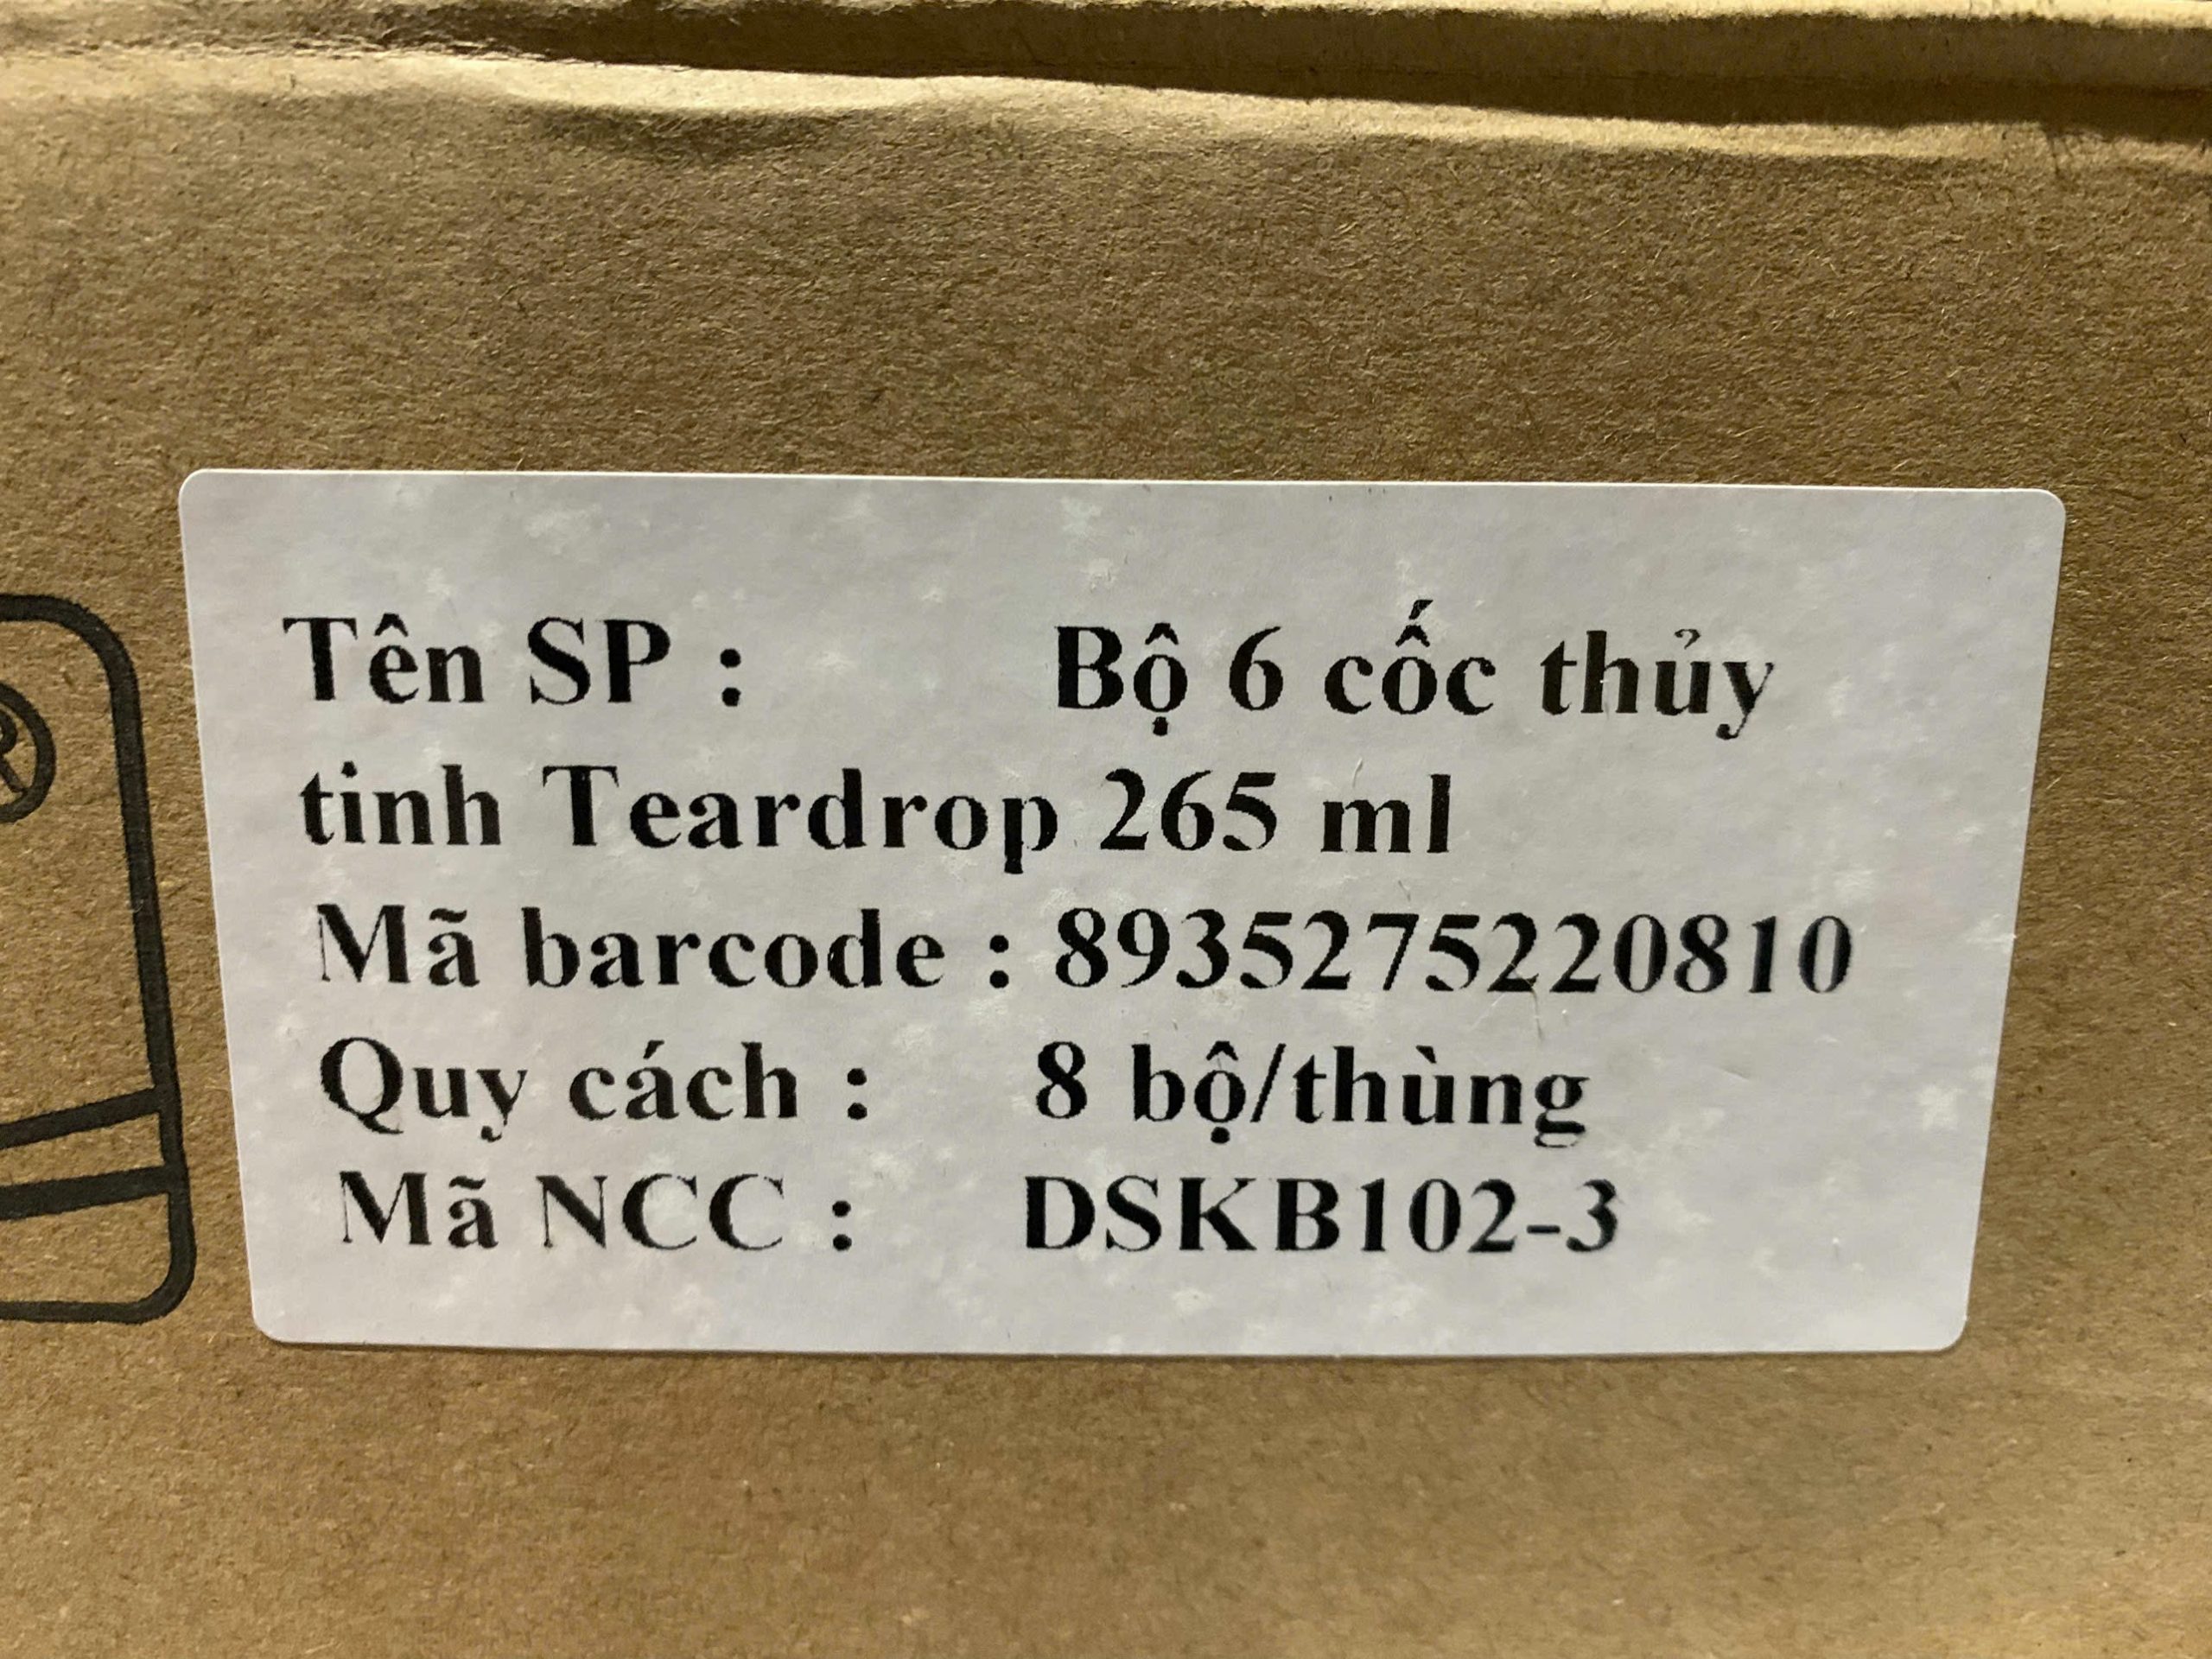 Tên SP : Bộ 6 cốc thủy
tinh Teardrop 265 ml
Mã barcode : 8935275220810
Quy cách : 8 bộ/thùng
Mã NCC : DSKB102-3
®